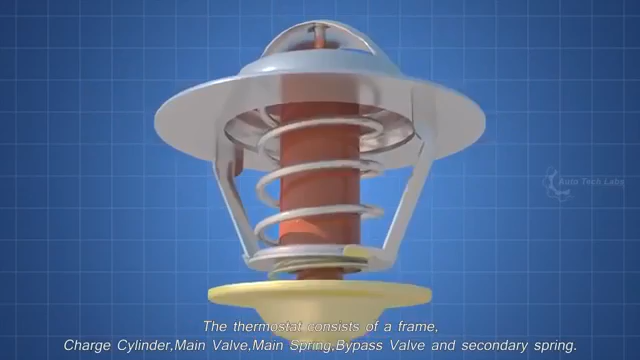 Auto Tech Labs
The thermostat consists of a frame,
Charge Cylinder,Main Valve,Main Spring,Bypass Valve and secondary spring.